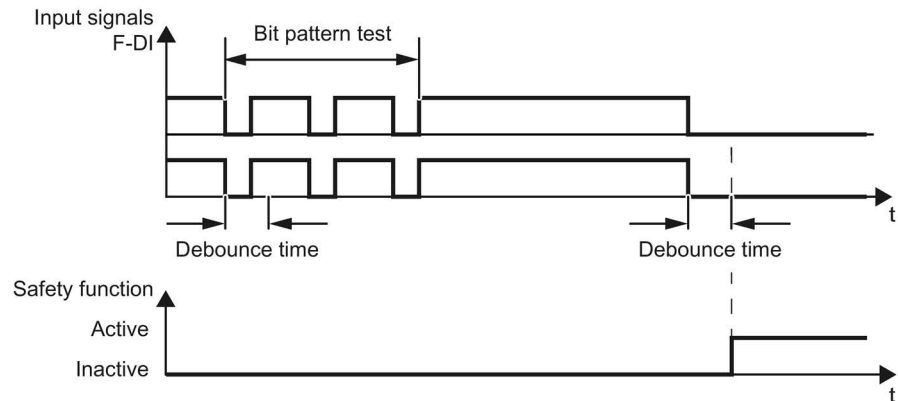 Input signals
F-DI
Bit pattern test
t
Debounce time
Debounce time
Safety function
Active
Inactive
t